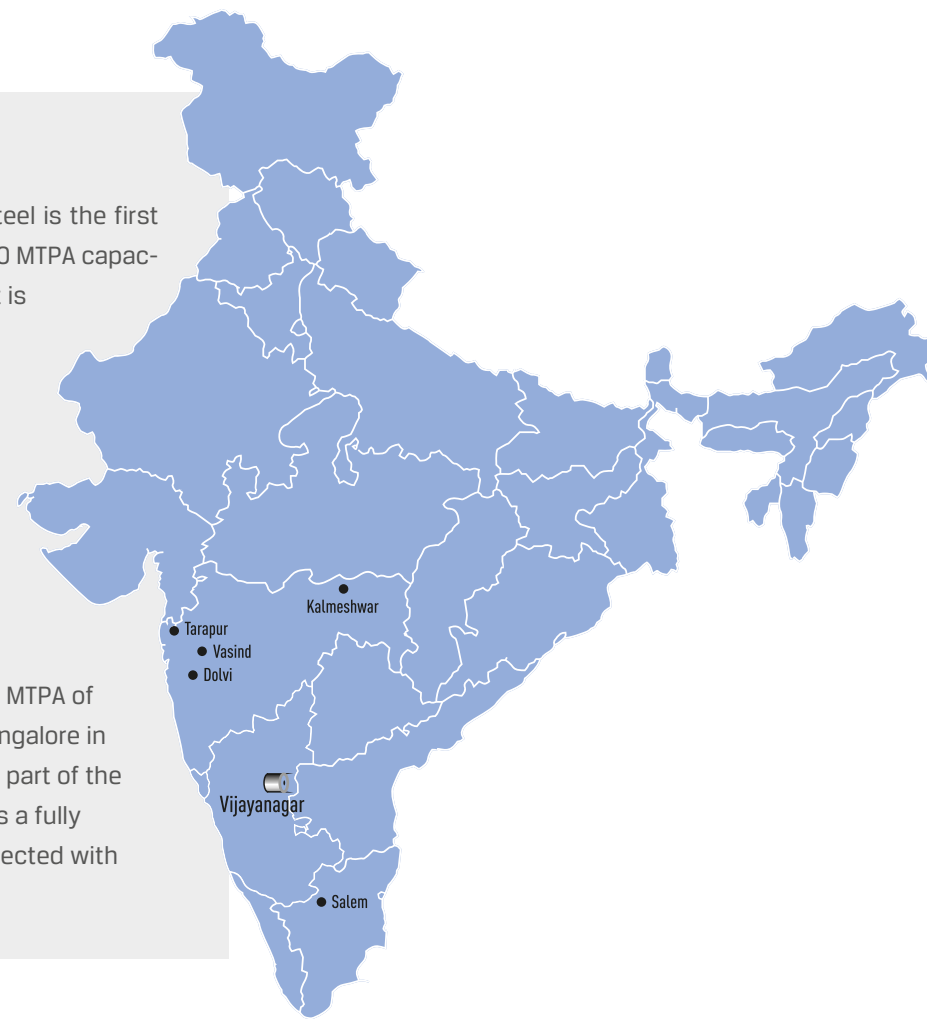 teel is the first
0 MTPA capac-
is
Kalmeshwar
Tarapur
Vasind
Dolvi
MTPA of
ngalore in
part of the
Vijayanagar
s a fully
ected with
Salem